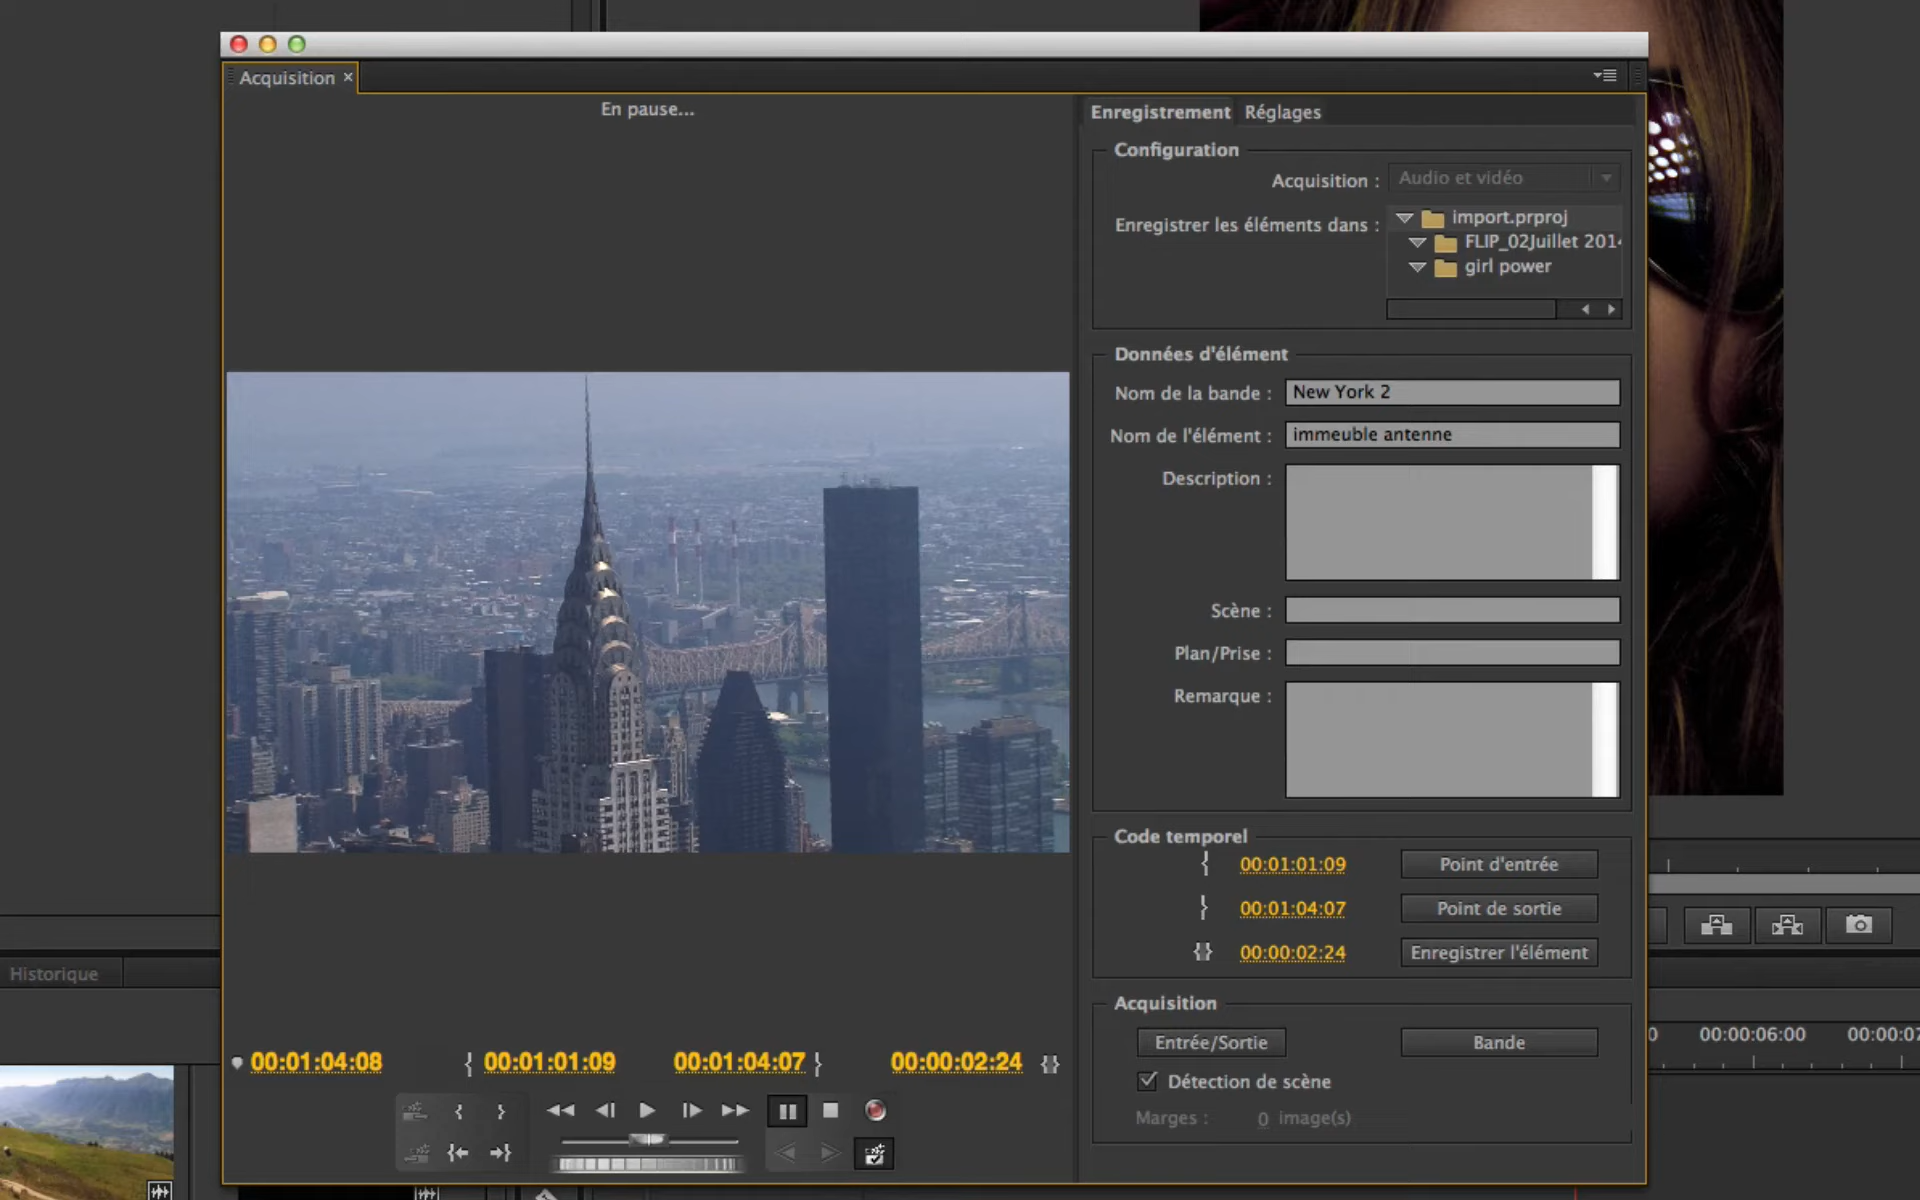 Acquisition ×
En pause...
Enregistrement Réglages
Configuration
Acquisition : Audio et vidéo
Enregistrer les éléments dans : import.prproj
FLIP_02Juillet 201
girl power
Données d'élément
Nom de la bande : New York 2
Nom de l'élément : immeuble antenne
Description :
Scène :
Plan/Prise :
Remarque :
Code temporel
{ 00:01:01:09 Point d'entrée
} 00:01:04:07 Point de sortie
{} 00:00:02:24 Enregistrer l'élément
Acquisition
Entrée/Sortie Bande
Détection de scène
Marges : 0 image(s)
00:01:04:08 { 00:01:01:09 00:01:04:07 } 00:00:02:24 {}
Historique
0 00:00:06:00 00:00:07